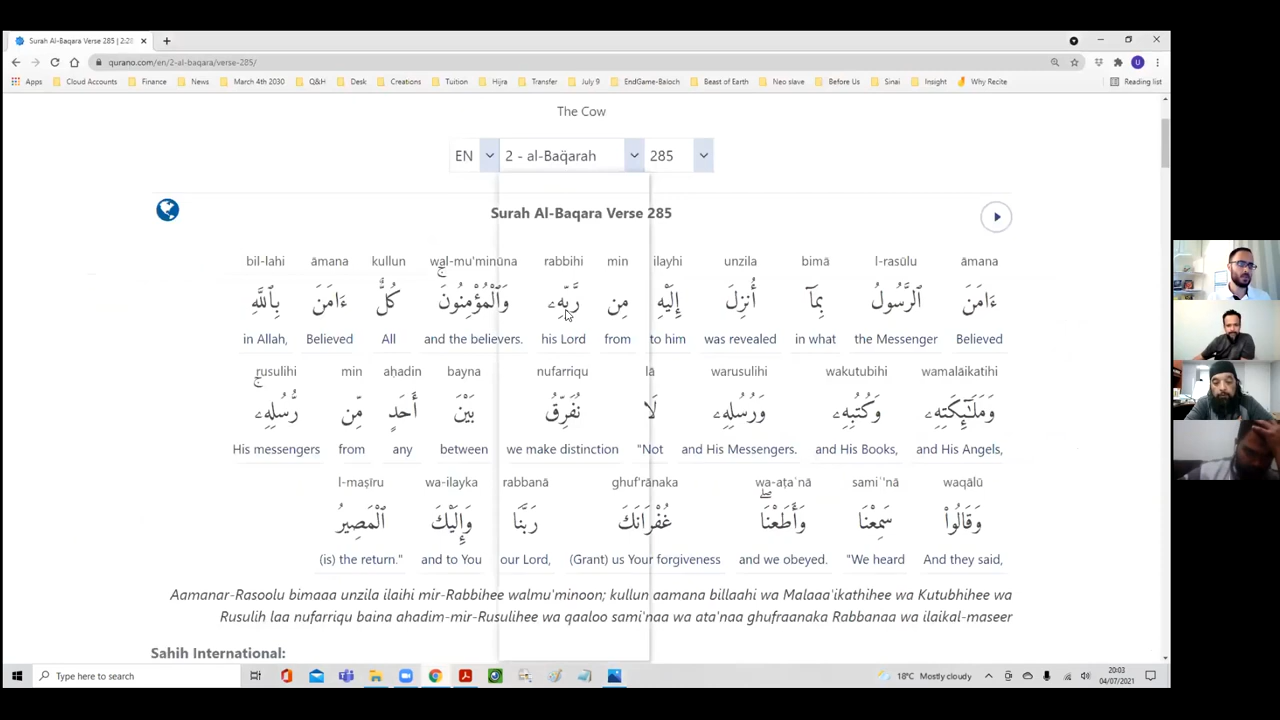 Surah Al-Baqara Verse 285 | 2:28
qurano.com/en/2-al-baqara/verse-285/
Apps Cloud Accounts Finance News March 4th 2030 Q&H Desk Creations Tuition Hijra Transfer July 9 EndGame-Baloch Beast of Earth Neo slave Before Us Sinai Insight Why Recite Reading list
The Cow
EN 2 - al-Baqarah 285
Surah Al-Baqara Verse 285
bil-lahi āmana kullun wal-mu'minūna rabbihi min ilayhi unzila bimā l-rasūlu āmana
ءَامَنَ ٱلرَّسُولُ بِمَآ أُنزِلَ إِلَيْهِ مِن رَّبِّهِۦ وَٱلْمُؤْمِنُونَ ۚ كُلٌّ ءَامَنَ بِٱللَّهِ
in Allah, Believed All and the believers. his Lord from to him was revealed in what the Messenger Believed
rusulihi min aḥadin bayna nufarriqu lā warusulihi wakutubihi wamalāikatihi
وَمَلَـٰٓئِكَتِهِۦ وَكُتُبِهِۦ وَرُسُلِهِۦ لَا نُفَرِّقُ بَيْنَ أَحَدٍ مِّن رُّسُلِهِۦ ۚ
His messengers from any between we make distinction "Not and His Messengers. and His Books, and His Angels,
l-maṣīru wa-ilayka rabbanā ghuf'rānaka wa-aṭaʿnā samiʿ'nā waqālū
وَقَالُوا۟ سَمِعْنَا وَأَطَعْنَا ۖ غُفْرَانَكَ رَبَّنَا وَإِلَيْكَ ٱلْمَصِيرُ
(is) the return." and to You our Lord, (Grant) us Your forgiveness and we obeyed. "We heard And they said,
Aamanar-Rasoolu bimaaa unzila ilaihi mir-Rabbihee walmu'minoon; kullun aamana billaahi wa Malaaa'ikathihee wa Kutubhihee wa
Rusulih laa nufarriqu baina ahadim-mir-Rusulihee wa qaaloo sami'naa wa ata'naa ghufraanaka Rabbanaa wa ilaikal-maseer
Sahih International:
Type here to search
18°C Mostly cloudy
20:03
04/07/2021